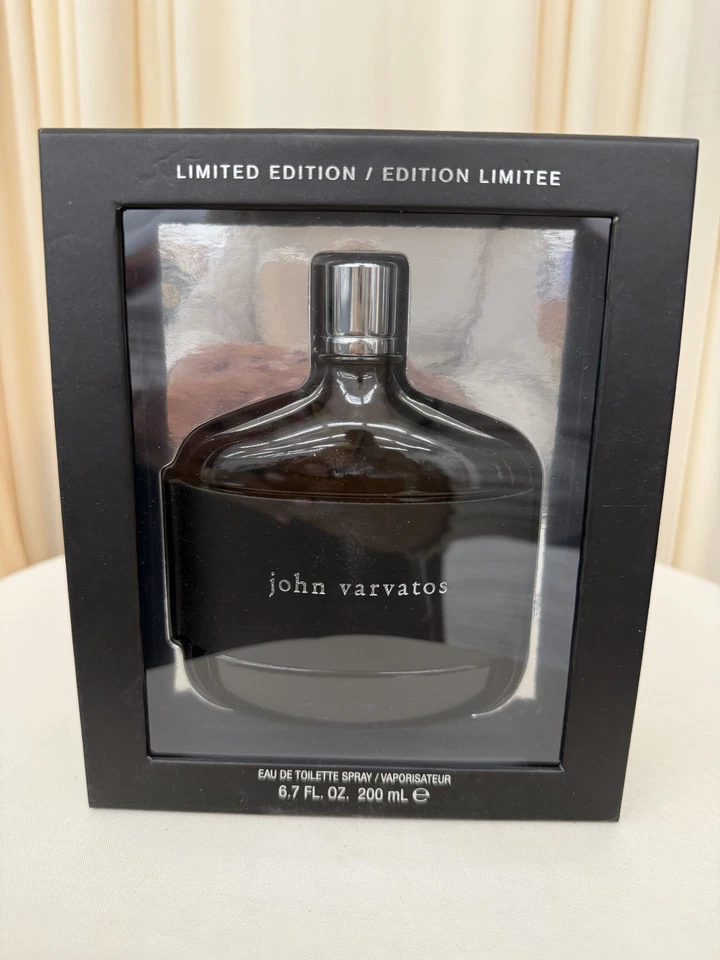 LIMITED EDITION / EDITION LIMITEE
john varvatos
EAU DE TOILETTE SPRAY / VAPORISATEUR
6.7 FL. OZ. 200 mL ℮